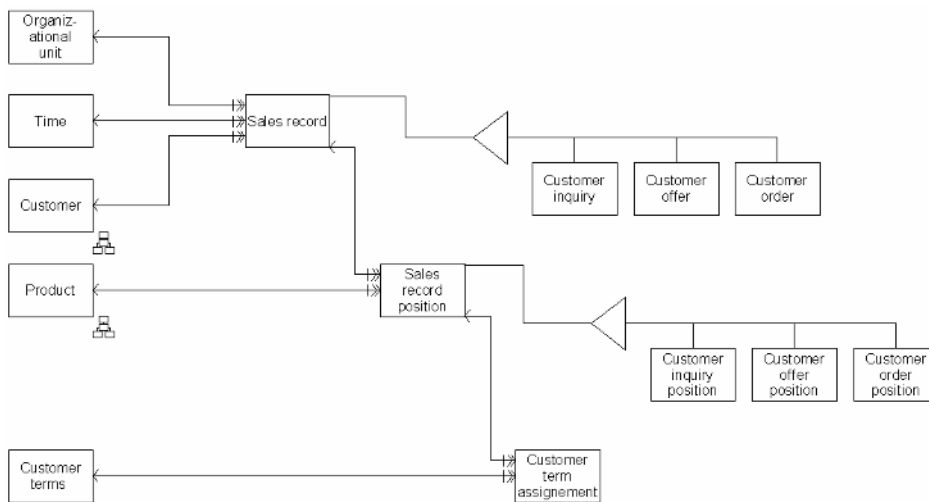 Organiz-
ational
unit
Time
Sales record
Customer
Customer
inquiry
Customer
offer
Customer
order
Product
Sales
record
position
Customer
inquiry
position
Customer
offer
position
Customer
order
position
Customer
terms
Customer
term
assignement